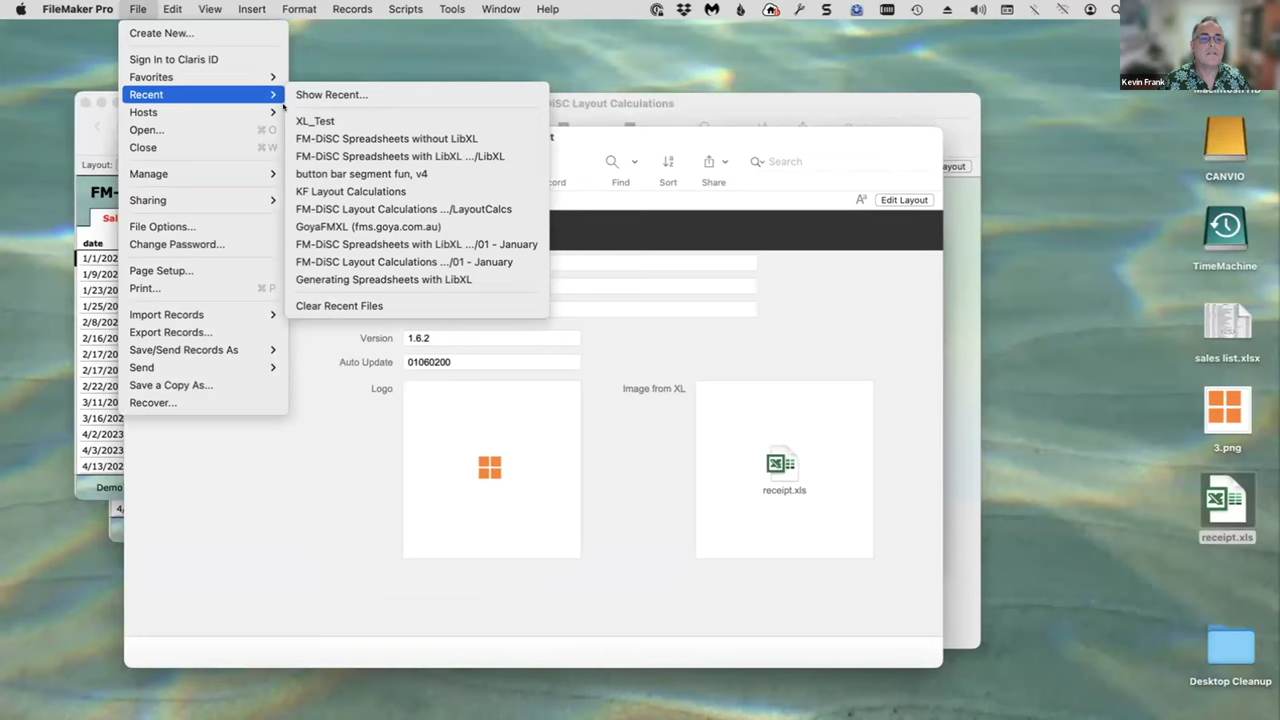 FileMaker Pro File Edit View Insert Format Records Scripts Tools Window Help
Kevin Frank
Create New...
Sign In to Claris ID
Favorites
Recent
Hosts
Open... ⌘ O
Close ⌘ W
Manage
Sharing
File Options...
Change Password...
Page Setup...
Print... ⌘ P
Import Records
Export Records...
Save/Send Records As
Send
Save a Copy As...
Recover...
Show Recent...
XL_Test
FM-DiSC Spreadsheets without LibXL
FM-DiSC Spreadsheets with LibXL .../LibXL
button bar segment fun, v4
KF Layout Calculations
FM-DiSC Layout Calculations .../LayoutCalcs
GoyaFMXL (fms.goya.com.au)
FM-DiSC Spreadsheets with LibXL .../01 - January
FM-DiSC Layout Calculations .../01 - January
Generating Spreadsheets with LibXL
Clear Recent Files
DiSC Layout Calculations
Search
cord Find Sort Share
Edit Layout
ayout
Layout:
FM-
Sal
date
1/1/202
1/9/202
1/23/20
1/25/20
2/8/202
2/16/20
2/17/20
2/17/20
2/22/20
3/11/20
3/16/20
4/2/202
4/3/202
4/13/20
Demo
4/
Version 1.6.2
Auto Update 01060200
Logo
Image from XL
receipt.xls
CANVIO
TimeMachine
sales list.xlsx
3.png
receipt.xls
Desktop Cleanup